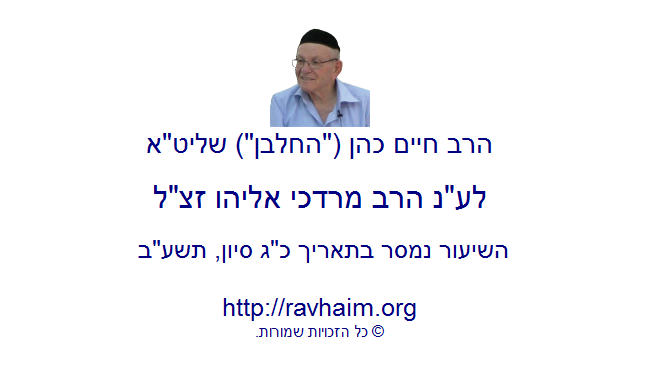 הרב חיים כהן ("החלבן") שליט"א
לע"נ הרב מרדכי אליהו זצ"ל
השיעור נמסר בתאריך כ"ג סיון, תשע"ב
http://ravhaim.org
© כל הזכויות שמורות.